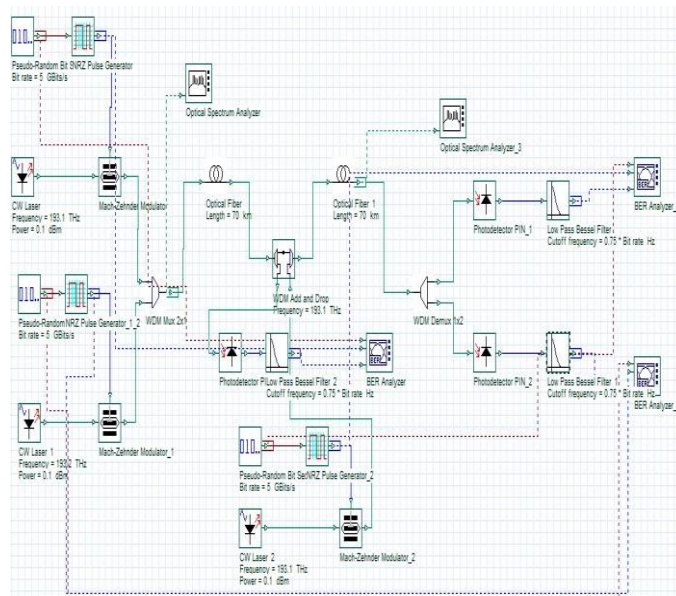 Pseudo-Random Bit SNRZ Pulse Generator
Bit rate = 5 GBits/s
Optical Spectrum Analyzer
Optical Spectrum Analyzer_3
CW Laser
Frequency = 193.1 THz
Power = 0.1 dBm
Mach-Zehnder Modulator
Optical Fiber
Length = 70 km
Optical Fiber 1
Length = 70 km
Photodetector PIN_1
Low Pass Bessel Filter
Cutoff frequency = 0.75 * Bit rate Hz
BER Analyzer_
WDM Mux 2x1
WDM Add and Drop
Frequency = 193.1 THz
WDM Demux 1x2
Pseudo-Random NRZ Pulse Generator_1_2
Bit rate = 5 GBits/s
Photodetector PI
Low Pass Bessel Filter 2
Cutoff frequency = 0.75 * Bit rate Hz
BER Analyzer
Photodetector PIN_2
Low Pass Bessel Filter 1
Cutoff frequency = 0.75 * Bit rate Hz
BER Analyzer_
CW Laser 1
Frequency = 193.2 THz
Power = 0.1 dBm
Mach-Zehnder Modulator_1
Pseudo-Random Bit SeNRZ Pulse Generator_2
Bit rate = 5 GBits/s
CW Laser 2
Frequency = 193.1 THz
Power = 0.1 dBm
Mach-Zehnder Modulator_2